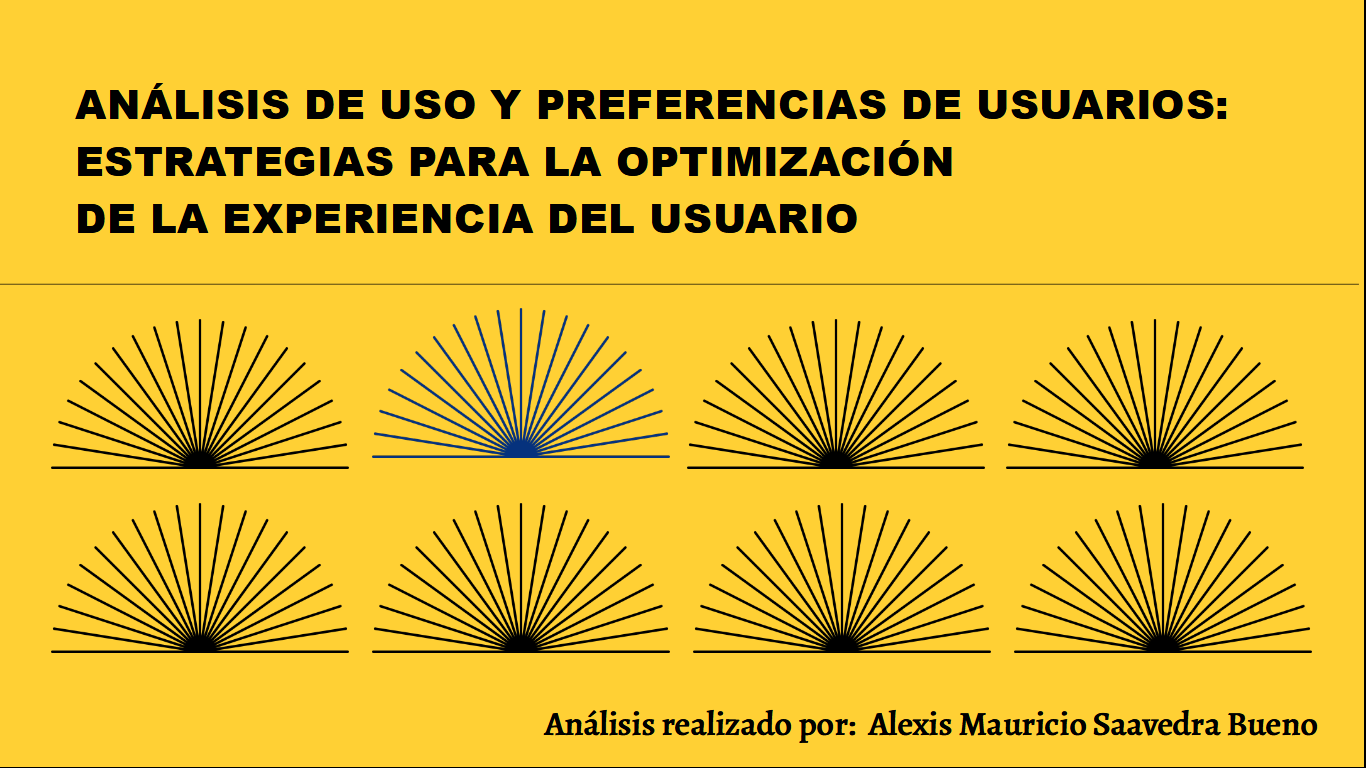 ANÁLISIS DE USO Y PREFERENCIAS DE USUARIOS:
ESTRATEGIAS PARA LA OPTIMIZACIÓN
DE LA EXPERIENCIA DEL USUARIO
Análisis realizado por: Alexis Mauricio Saavedra Bueno